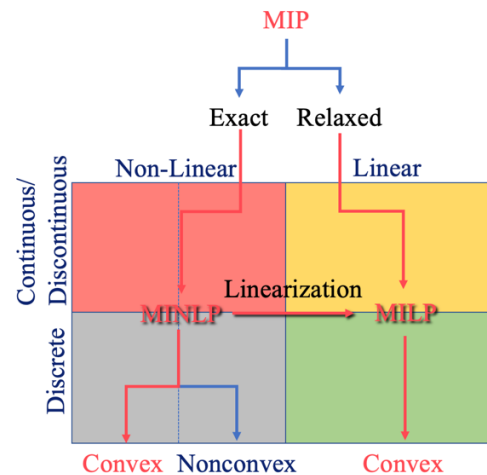 MIP
Exact Relaxed
Non-Linear Linear
Continuous/
Discontinuous
Linearization
MINLP MILP
Discrete
Convex Nonconvex Convex